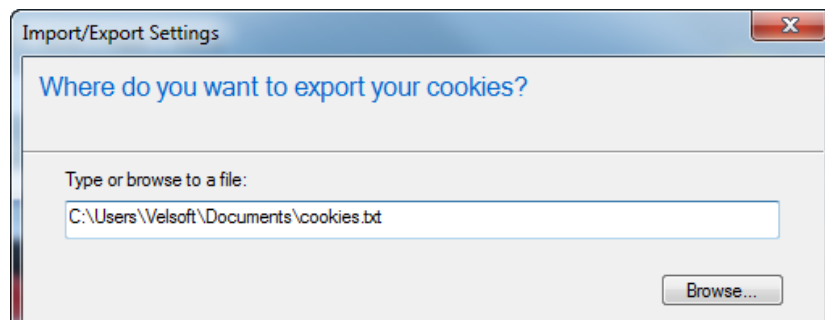 Import/Export Settings
Where do you want to export your cookies?
Type or browse to a file:
C:\Users\Velsoft\Documents\cookies.txt
Browse...